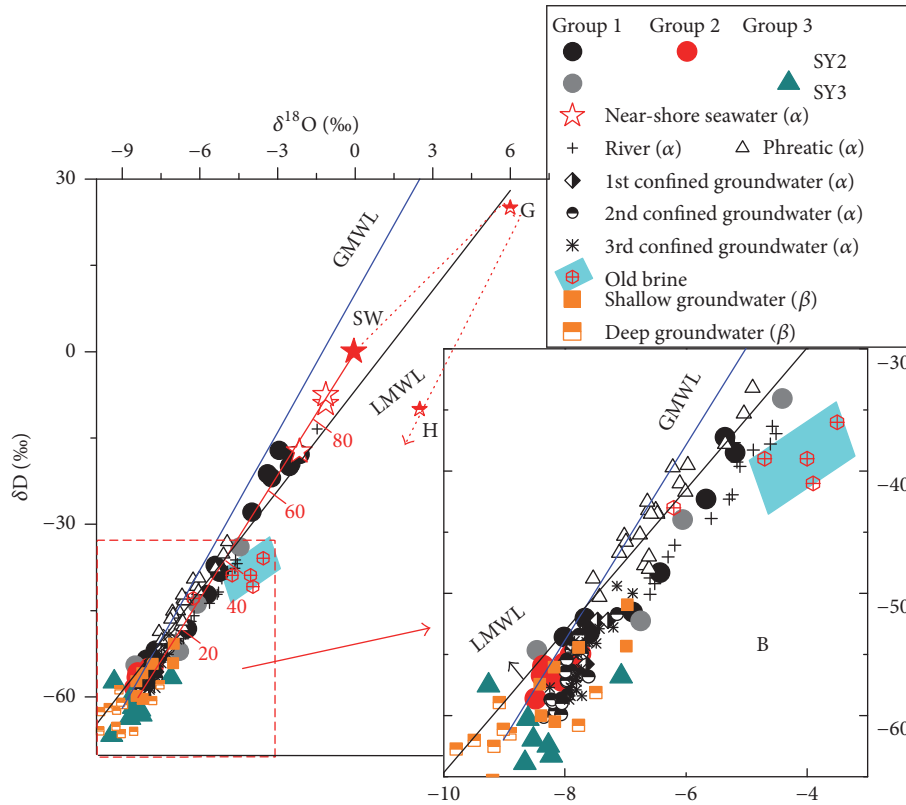 Group 1 Group 2 Group 3
SY2
SY3
Near-shore seawater (α)
River (α) Phreatic (α)
1st confined groundwater (α)
2nd confined groundwater (α)
3rd confined groundwater (α)
Old brine
Shallow groundwater (β)
Deep groundwater (β)
δ18O (‰)
−9 −6 −3 0 3 6
30
0
−30
−60
δD (‰)
GMWL
G
SW
LMWL
H
80
60
40
20
−30
−40
−50
−60
GMWL
LMWL
B
−10 −8 −6 −4